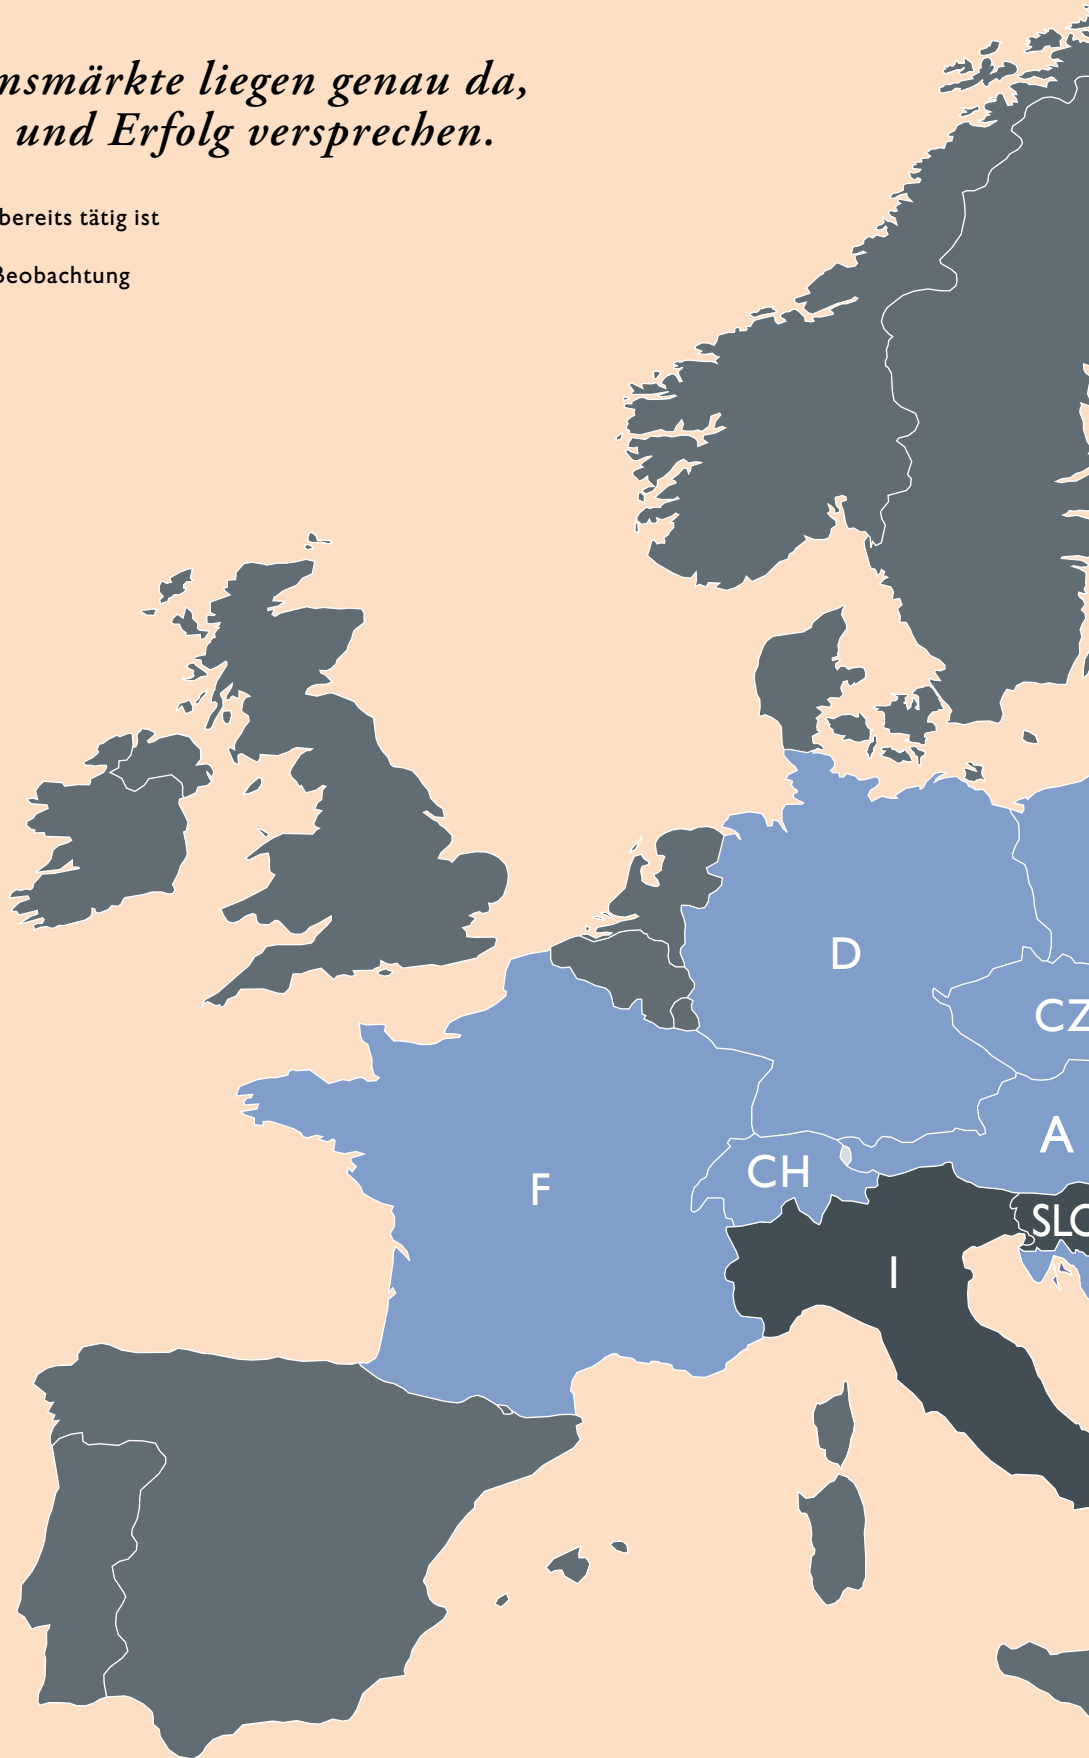 nsmärkte liegen genau da,
und Erfolg versprechen.
bereits tätig ist
Beobachtung
D
CZ
A
CH
F
SLO
I